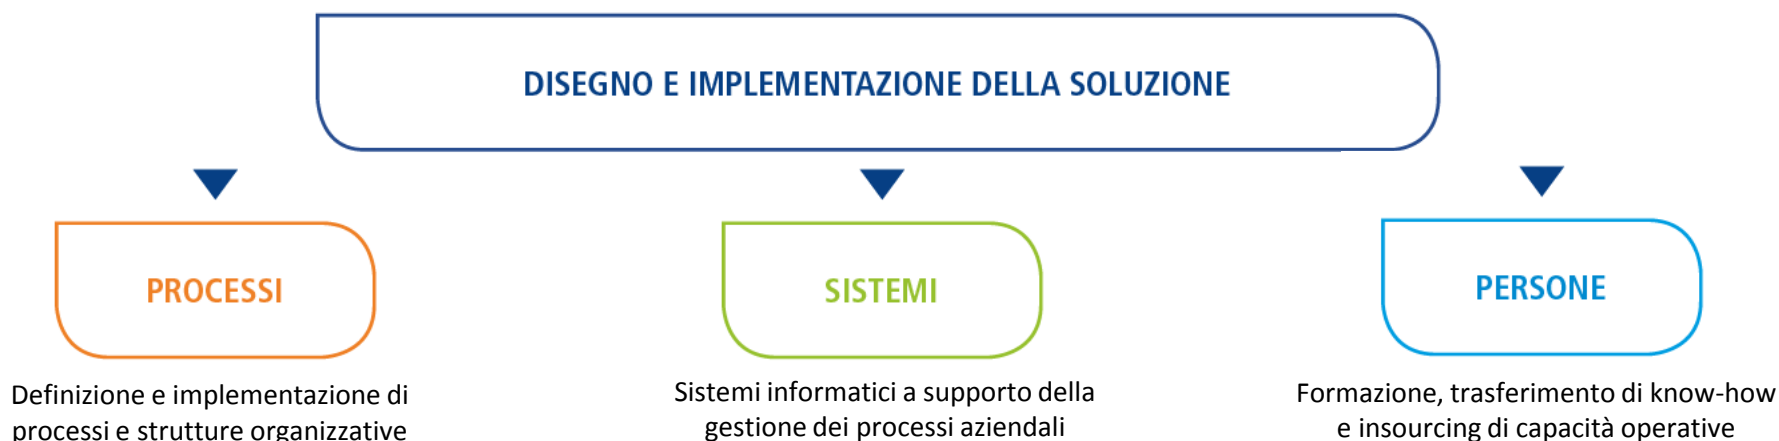 DISEGNO E IMPLEMENTAZIONE DELLA SOLUZIONE
PROCESSI
SISTEMI
PERSONE
Definizione e implementazione di
processi e strutture organizzative
Sistemi informatici a supporto della
gestione dei processi aziendali
Formazione, trasferimento di know-how
e insourcing di capacità operative